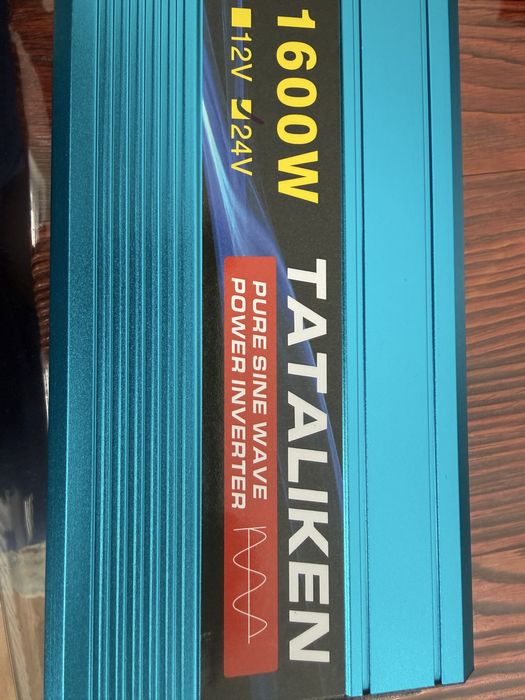 1600W
12V 24V
TATALIKEN
PURE SINE WAVE
POWER INVERTER